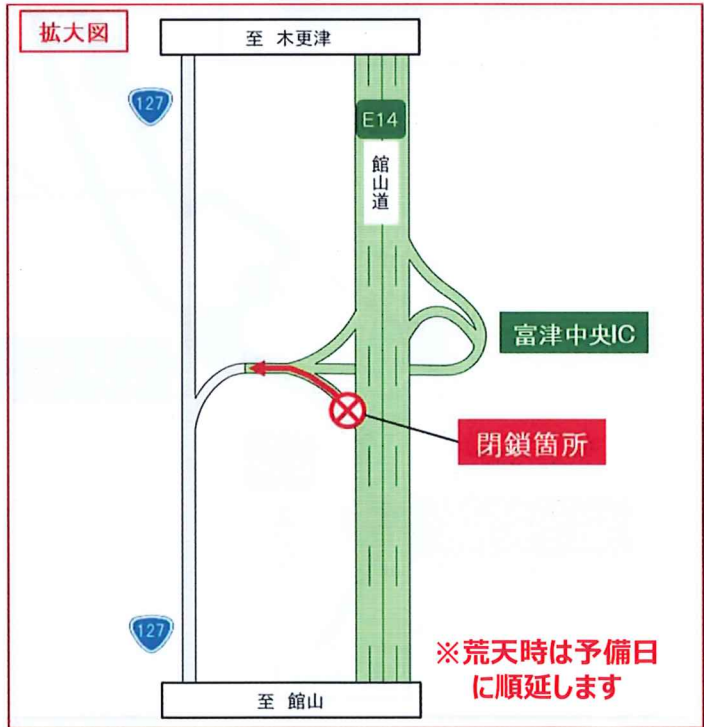 拡大図
至 木更津
127
E14
館山道
富津中央IC
閉鎖箇所
127
※荒天時は予備日
に順延します
至 館山